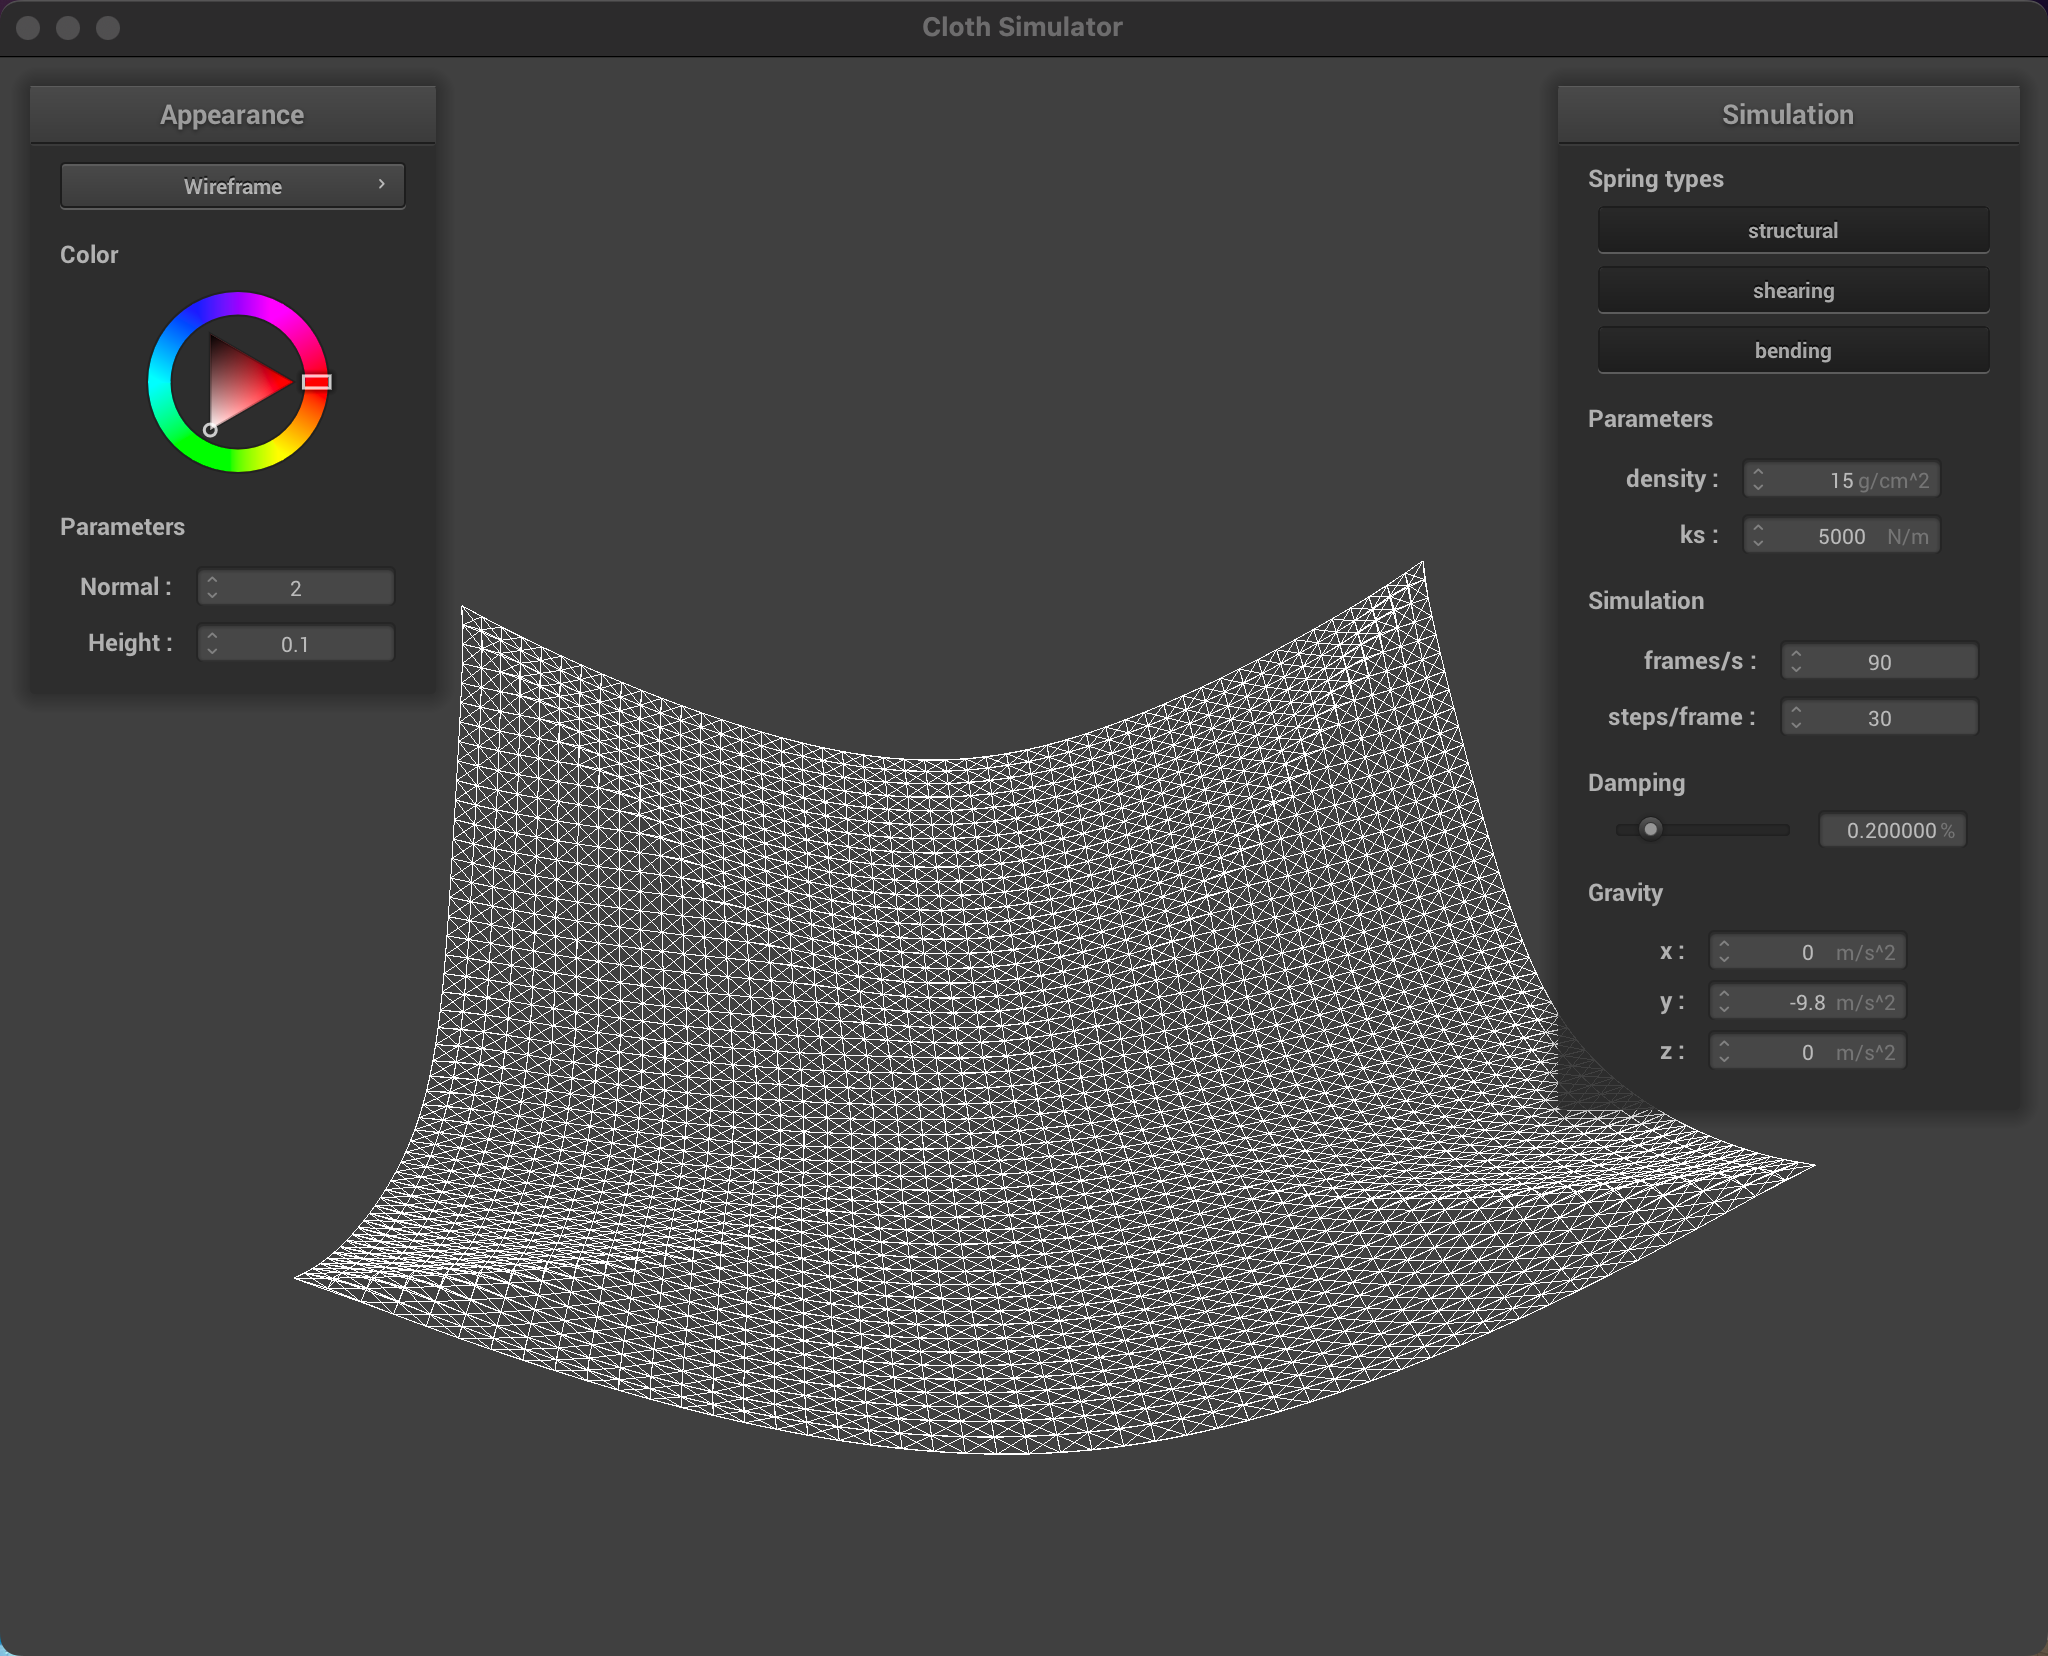 Cloth Simulator
Appearance
Wireframe
Color
Parameters
Normal : 2
Height : 0.1
Simulation
Spring types
structural
shearing
bending
Parameters
density : 15 g/cm^2
ks : 5000 N/m
Simulation
frames/s : 90
steps/frame : 30
Damping
0.200000 %
Gravity
x : 0 m/s^2
y : -9.8 m/s^2
z : 0 m/s^2